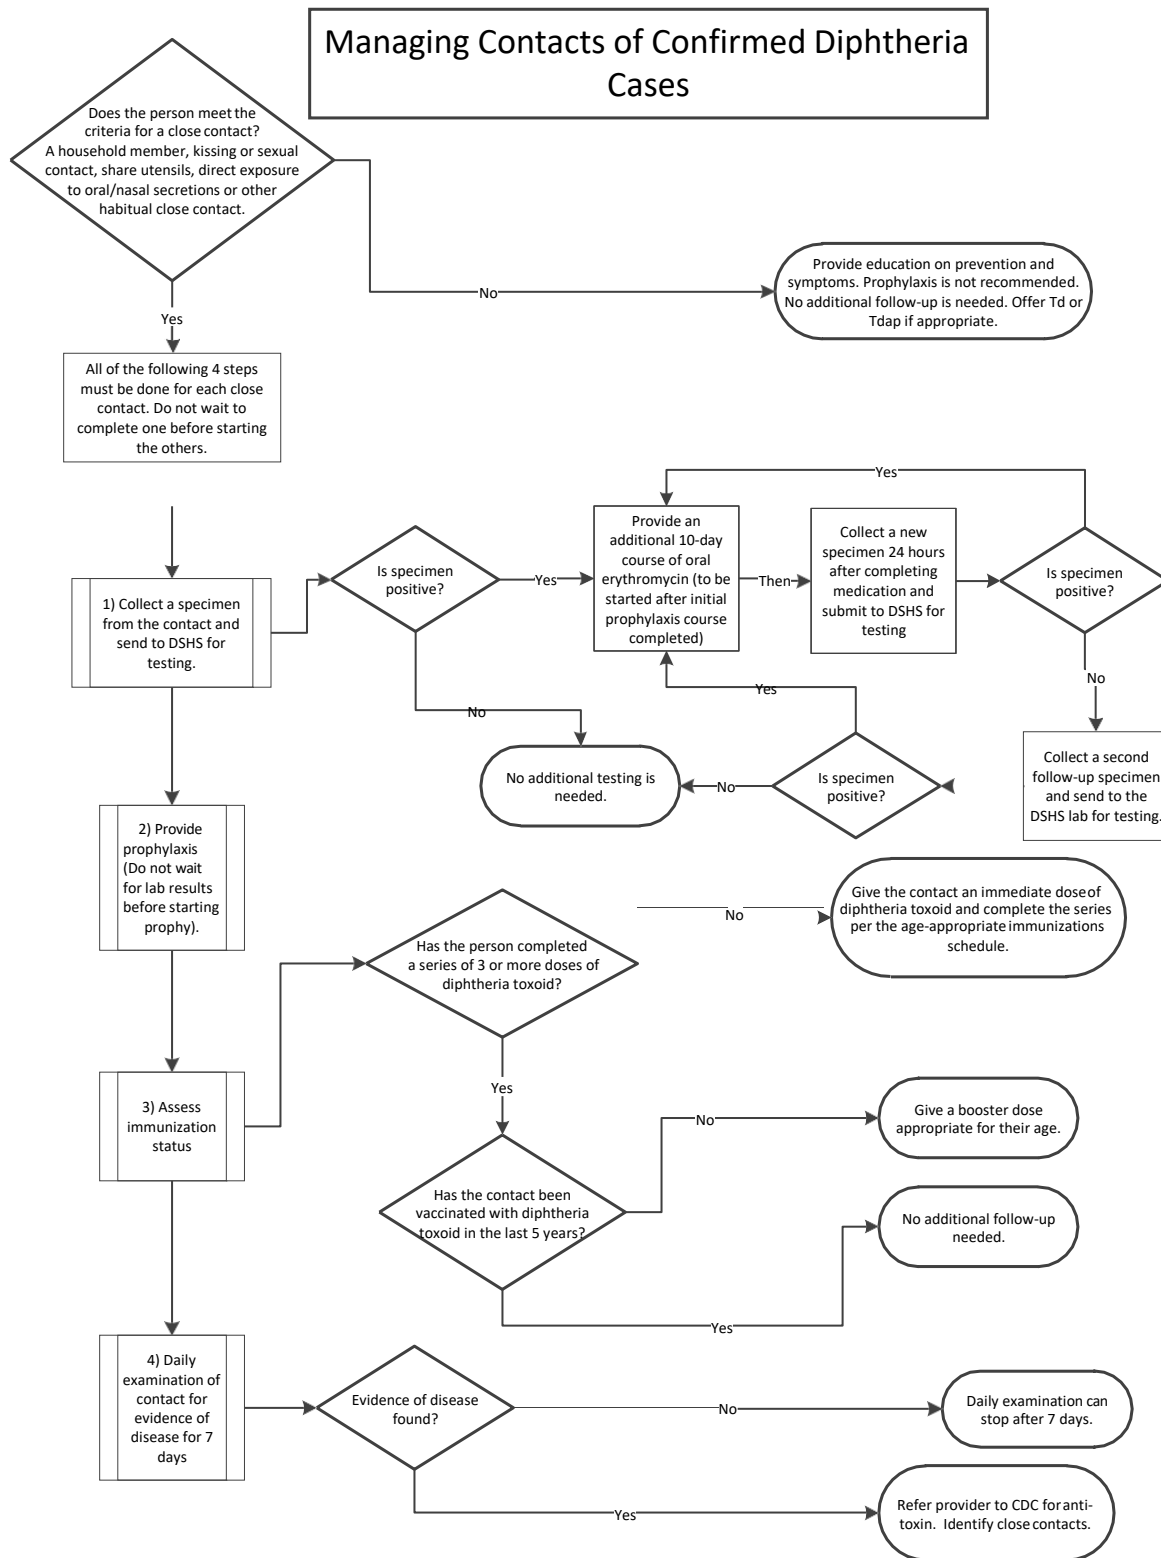 Managing Contacts of Confirmed Diphtheria
Cases
Does the person meet the
criteria for a close contact?
A household member, kissing or sexual
contact, share utensils, direct exposure
to oral/nasal secretions or other
habitual close contact.
No
Provide education on prevention and
symptoms. Prophylaxis is not recommended.
No additional follow-up is needed. Offer Td or
Tdap if appropriate.
Yes
All of the following 4 steps
must be done for each close
contact. Do not wait to
complete one before starting
the others.
1) Collect a specimen
from the contact and
send to DSHS for
testing.
Is specimen
positive?
Yes
Provide an
additional 10-day
course of oral
erythromycin (to be
started after initial
prophylaxis course
completed)
Then
Collect a new
specimen 24 hours
after completing
medication and
submit to DSHS for
testing
Yes
Is specimen
positive?
No
Collect a second
follow-up specimen
and send to the
DSHS lab for testing.
Is specimen
positive?
Yes
No
No
No additional testing is
needed.
2) Provide
prophylaxis
(Do not wait
for lab results
before starting
prophy).
3) Assess
immunization
status
Has the person completed
a series of 3 or more doses of
diphtheria toxoid?
No
Give the contact an immediate dose of
diphtheria toxoid and complete the series
per the age-appropriate immunizations
schedule.
Yes
Has the contact been
vaccinated with diphtheria
toxoid in the last 5 years?
No
Give a booster dose
appropriate for their age.
Yes
No additional follow-up
needed.
4) Daily
examination of
contact for
evidence of
disease for 7
days
Evidence of disease
found?
No
Daily examination can
stop after 7 days.
Yes
Refer provider to CDC for anti-
toxin. Identify close contacts.